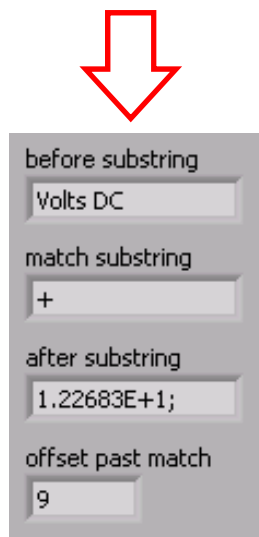 before substring
Volts DC
match substring
+
after substring
1.22683E+1;
offset past match
9